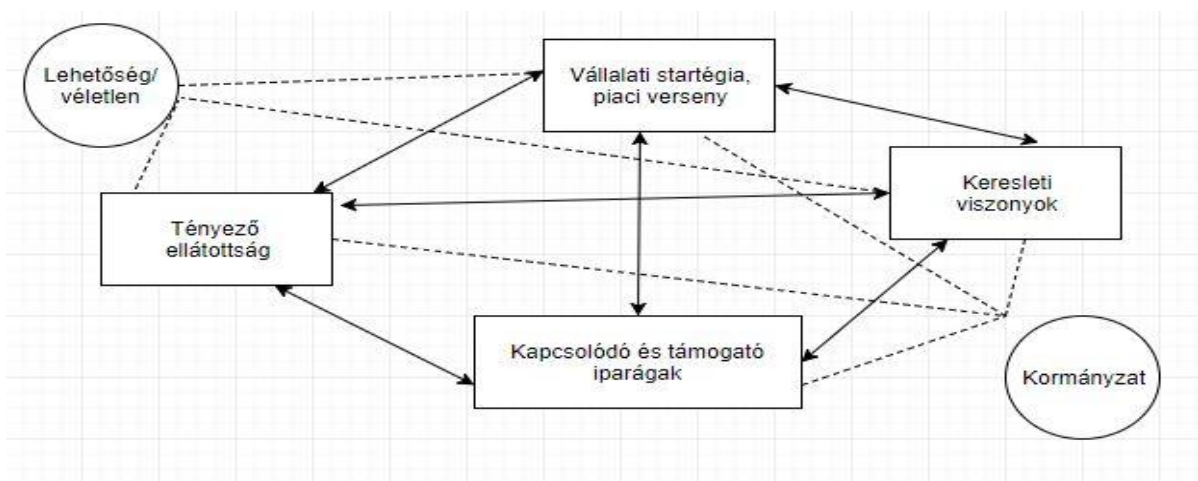 Lehetőség/
véletlen
Vállalati startégia,
piaci verseny
Keresleti
viszonyok
Tényező
ellátottság
Kapcsolódó és támogató
iparágak
Kormányzat